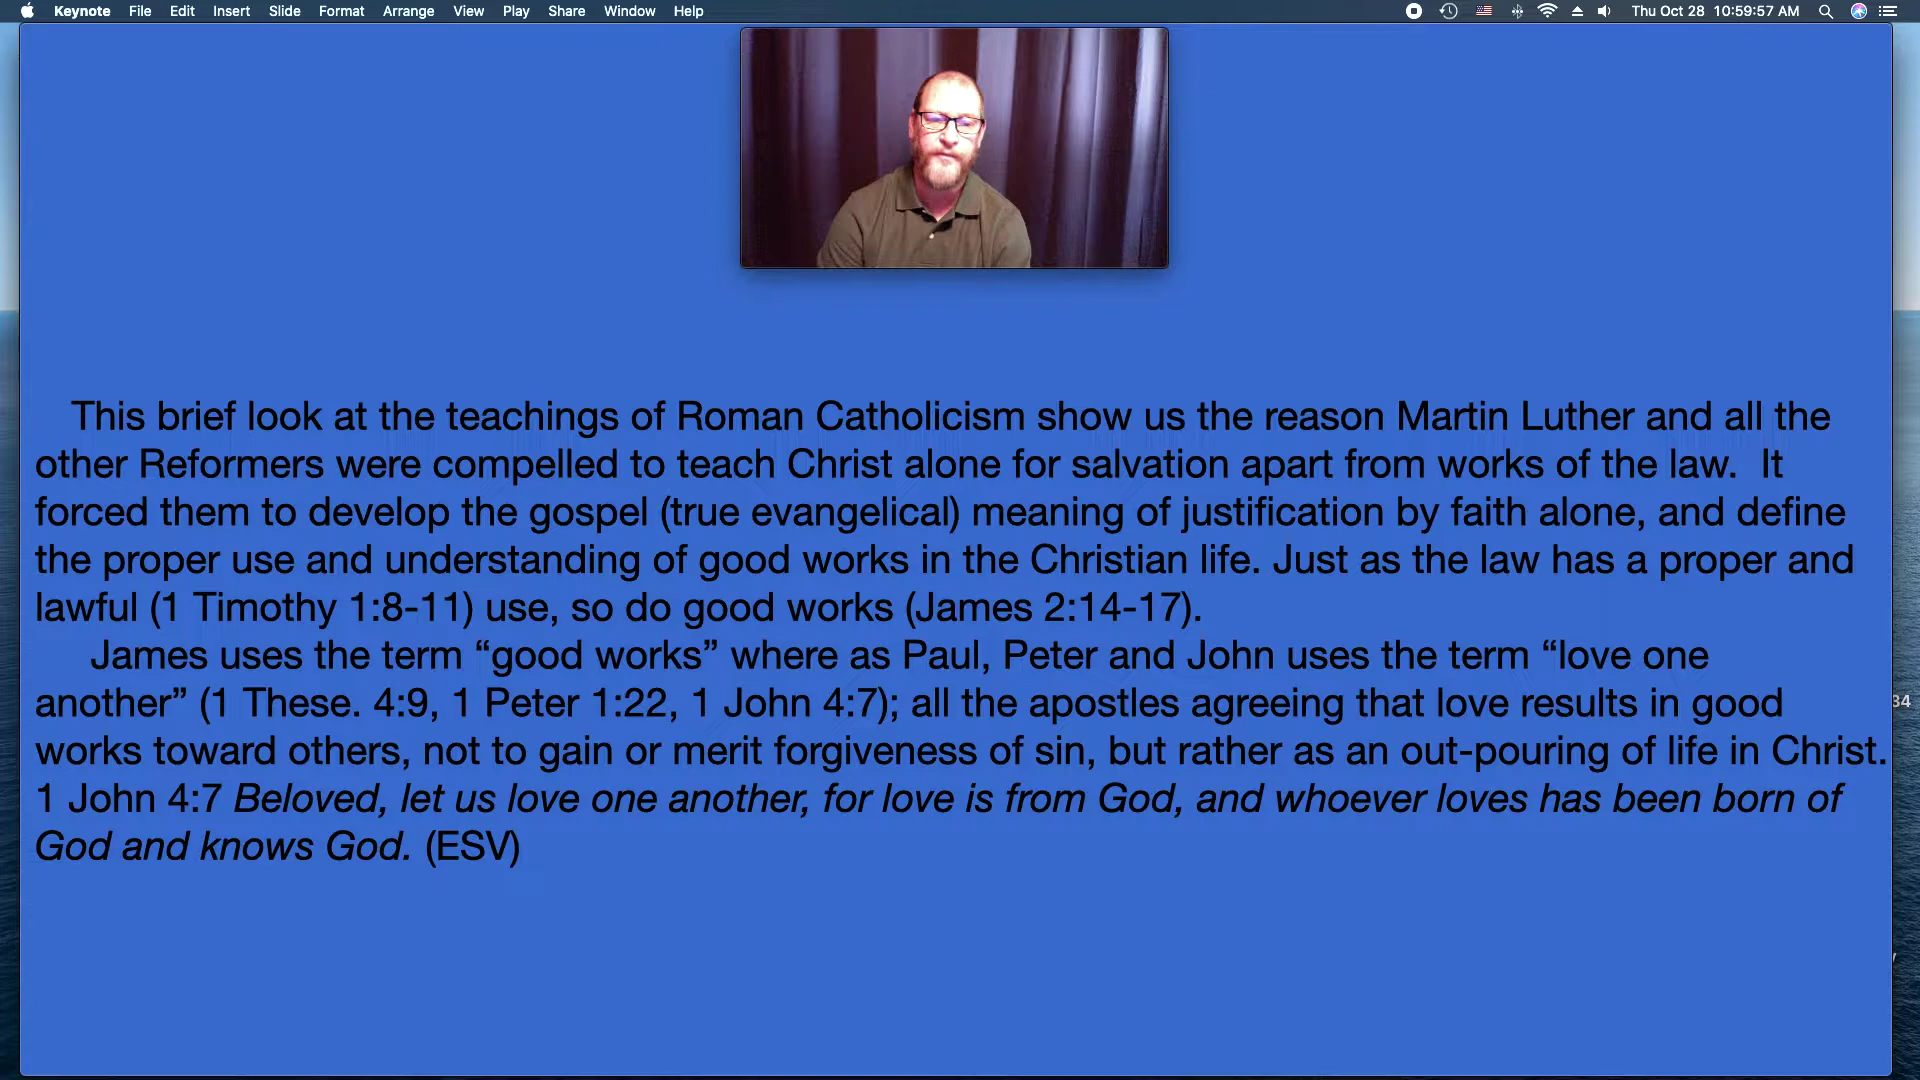 Keynote File Edit Insert Slide Format Arrange View Play Share Window Help Thu Oct 28 10:59:57 AM
This brief look at the teachings of Roman Catholicism show us the reason Martin Luther and all the
other Reformers were compelled to teach Christ alone for salvation apart from works of the law.  It
forced them to develop the gospel (true evangelical) meaning of justification by faith alone, and define
the proper use and understanding of good works in the Christian life. Just as the law has a proper and
lawful (1 Timothy 1:8-11) use, so do good works (James 2:14-17).
James uses the term “good works” where as Paul, Peter and John uses the term “love one
another” (1 These. 4:9, 1 Peter 1:22, 1 John 4:7); all the apostles agreeing that love results in good
34
works toward others, not to gain or merit forgiveness of sin, but rather as an out-pouring of life in Christ.
1 John 4:7 Beloved, let us love one another, for love is from God, and whoever loves has been born of
God and knows God. (ESV)